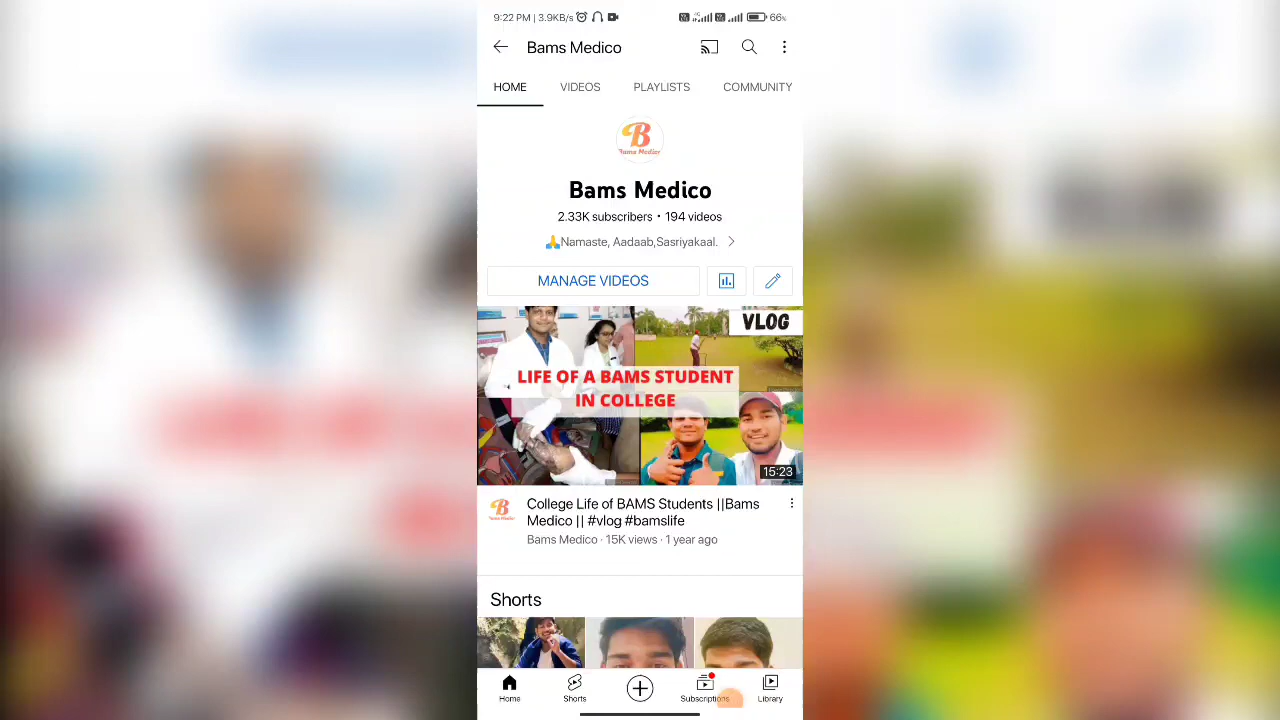 9:22 PM | 3.9KB/s
66%
Bams Medico
HOME
VIDEOS
PLAYLISTS
COMMUNITY
B
Bams Medico
2.33K subscribers • 194 videos
🙏Namaste, Aadaab,Sasriyakaal.
MANAGE VIDEOS
VLOG
LIFE OF A BAMS STUDENT
IN COLLEGE
15:23
College Life of BAMS Students ||Bams
Medico || #vlog #bamslife
Bams Medico · 15K views · 1 year ago
Shorts
Home
Shorts
Subscriptions
Library